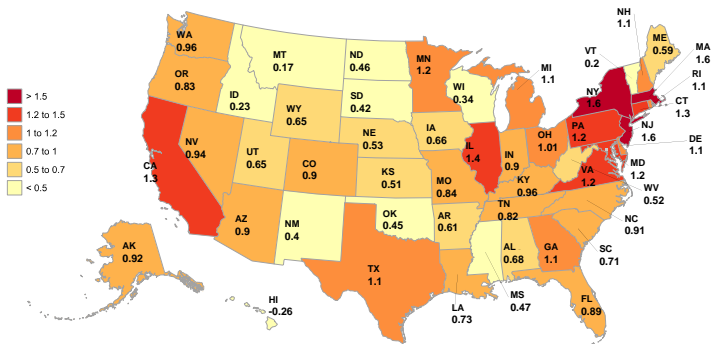 > 1.5
1.2 to 1.5
1 to 1.2
0.7 to 1
0.5 to 0.7
< 0.5
WA
0.96
OR
0.83
CA
1.3
NV
0.94
ID
0.23
MT
0.17
WY
0.65
UT
0.65
CO
0.9
AZ
0.9
NM
0.4
ND
0.46
SD
0.42
NE
0.53
KS
0.51
OK
0.45
TX
1.1
MN
1.2
IA
0.66
MO
0.84
AR
0.61
LA
0.73
WI
0.34
IL
1.4
MI
1.1
IN
0.9
OH
1.01
KY
0.96
TN
0.82
MS
0.47
AL
0.68
GA
1.1
FL
0.89
SC
0.71
NC
0.91
WV
0.52
VA
1.2
MD
1.2
DE
1.1
NJ
1.6
PA
1.2
NY
1.6
CT
1.3
RI
1.1
MA
1.6
ME
0.59
NH
1.1
VT
0.2
AK
0.92
HI
-0.26